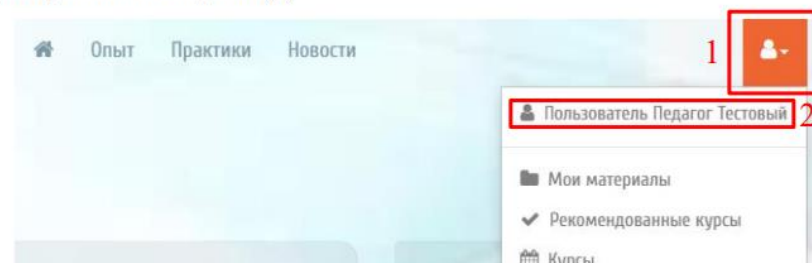 Опыт Практики Новости
1
Пользователь Педагог Тестовый
2
Мои материалы
Рекомендованные курсы
Курсы